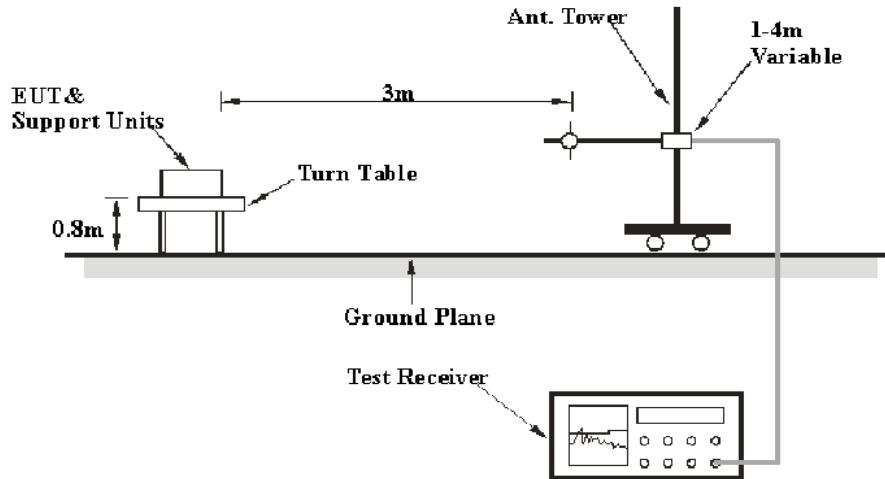 Ant. Tower
1-4m
Variable
3m
EUT&
Support Units
Turn Table
0.8m
Ground Plane
Test Receiver